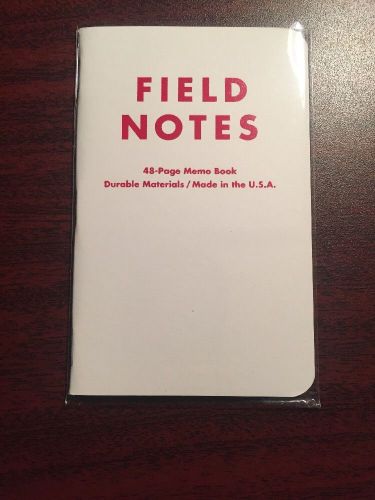 FIELD
NOTES
48-Page Memo Book
Durable Materials / Made in the U.S.A.